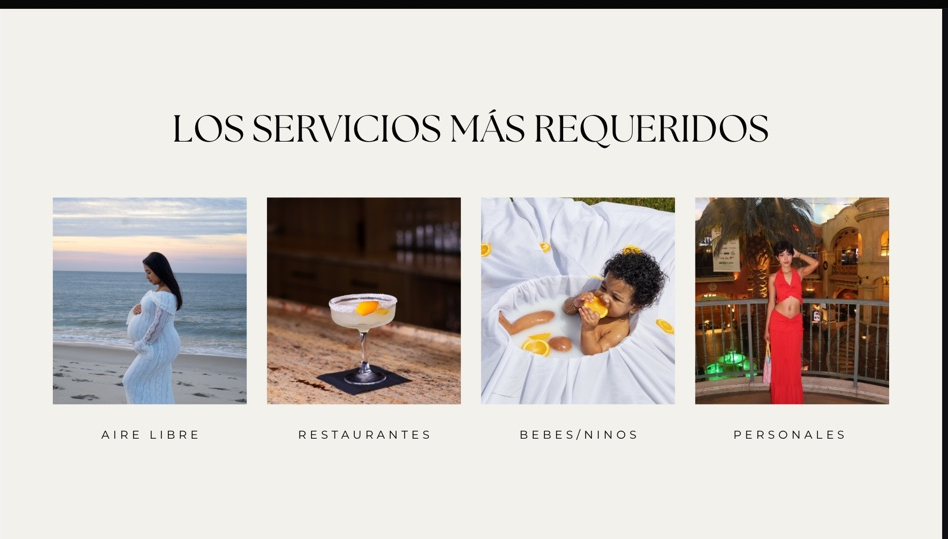 LOS SERVICIOS MÁS REQUERIDOS
AIRE LIBRE
RESTAURANTES
BEBES/NINOS
PERSONALES